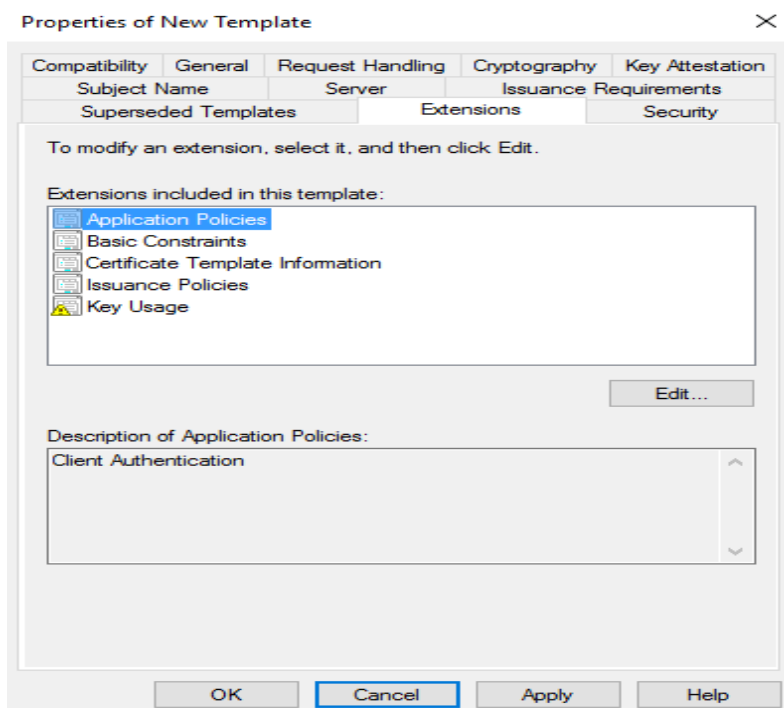 Properties of New Template
Compatibility General Request Handling Cryptography Key Attestation
Subject Name Server Issuance Requirements
Superseded Templates Extensions Security
To modify an extension, select it, and then click Edit.
Extensions included in this template:
Application Policies
Basic Constraints
Certificate Template Information
Issuance Policies
Key Usage
Edit...
Description of Application Policies:
Client Authentication
OK Cancel Apply Help